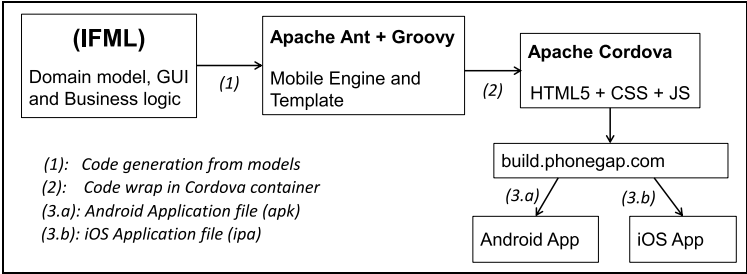 (IFML)
Domain model, GUI
and Business logic
(1)
Apache Ant + Groovy
Mobile Engine and
Template
(2)
Apache Cordova
HTML5 + CSS + JS
build.phonegap.com
(3.a)
(3.b)
Android App
iOS App
(1): Code generation from models
(2): Code wrap in Cordova container
(3.a): Android Application file (apk)
(3.b): iOS Application file (ipa)